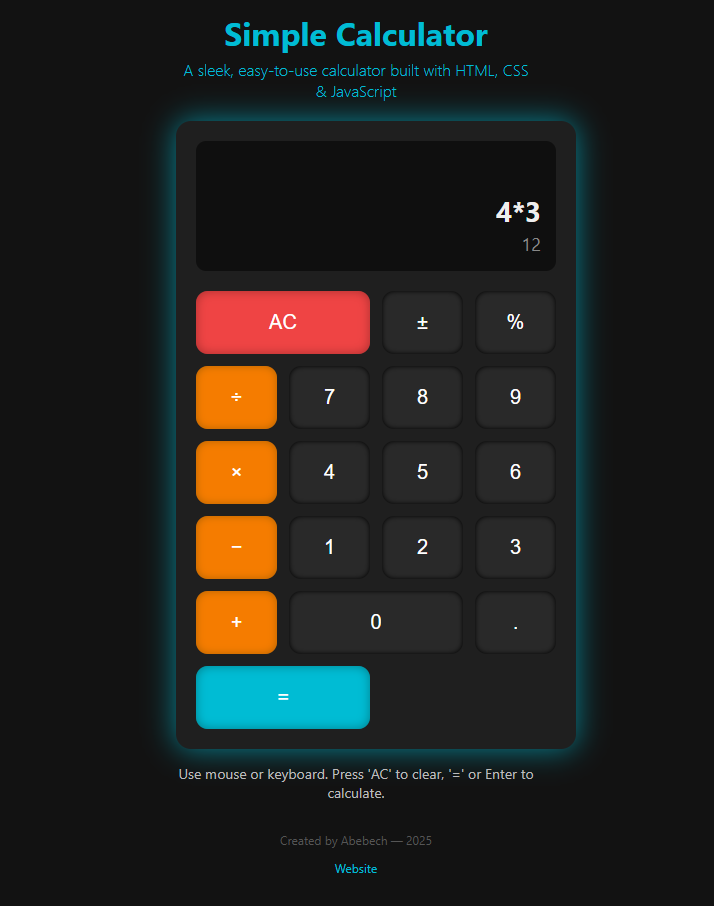 Simple Calculator
A sleek, easy-to-use calculator built with HTML, CSS
& JavaScript
4*3
12
AC ± %
÷ 7 8 9
× 4 5 6
− 1 2 3
+ 0 .
=
Use mouse or keyboard. Press 'AC' to clear, '=' or Enter to
calculate.
Created by Abebech — 2025
Website